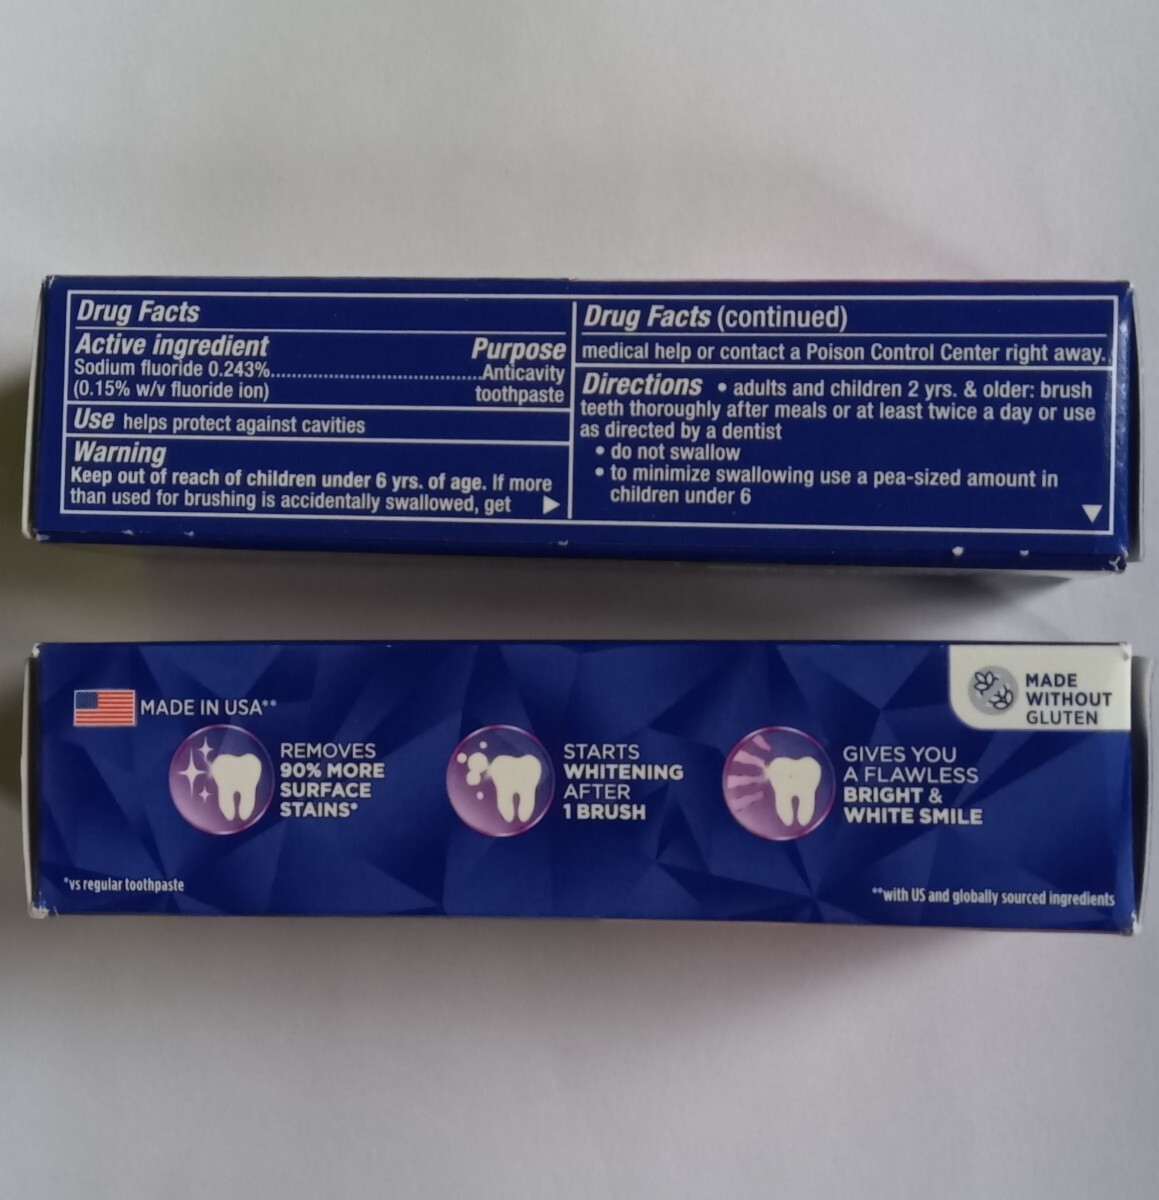 Drug Facts
Active ingredient Purpose
Sodium fluoride 0.243%..............................Anticavity
(0.15% w/v fluoride ion) toothpaste
Use helps protect against cavities
Warning
Keep out of reach of children under 6 yrs. of age. If more
than used for brushing is accidentally swallowed, get
Drug Facts (continued)
medical help or contact a Poison Control Center right away.
Directions • adults and children 2 yrs. & older: brush
teeth thoroughly after meals or at least twice a day or use
as directed by a dentist
• do not swallow
• to minimize swallowing use a pea-sized amount in
children under 6
MADE IN USA**
REMOVES
90% MORE
SURFACE
STAINS*
STARTS
WHITENING
AFTER
1 BRUSH
GIVES YOU
A FLAWLESS
BRIGHT &
WHITE SMILE
MADE
WITHOUT
GLUTEN
*vs regular toothpaste
**with US and globally sourced ingredients